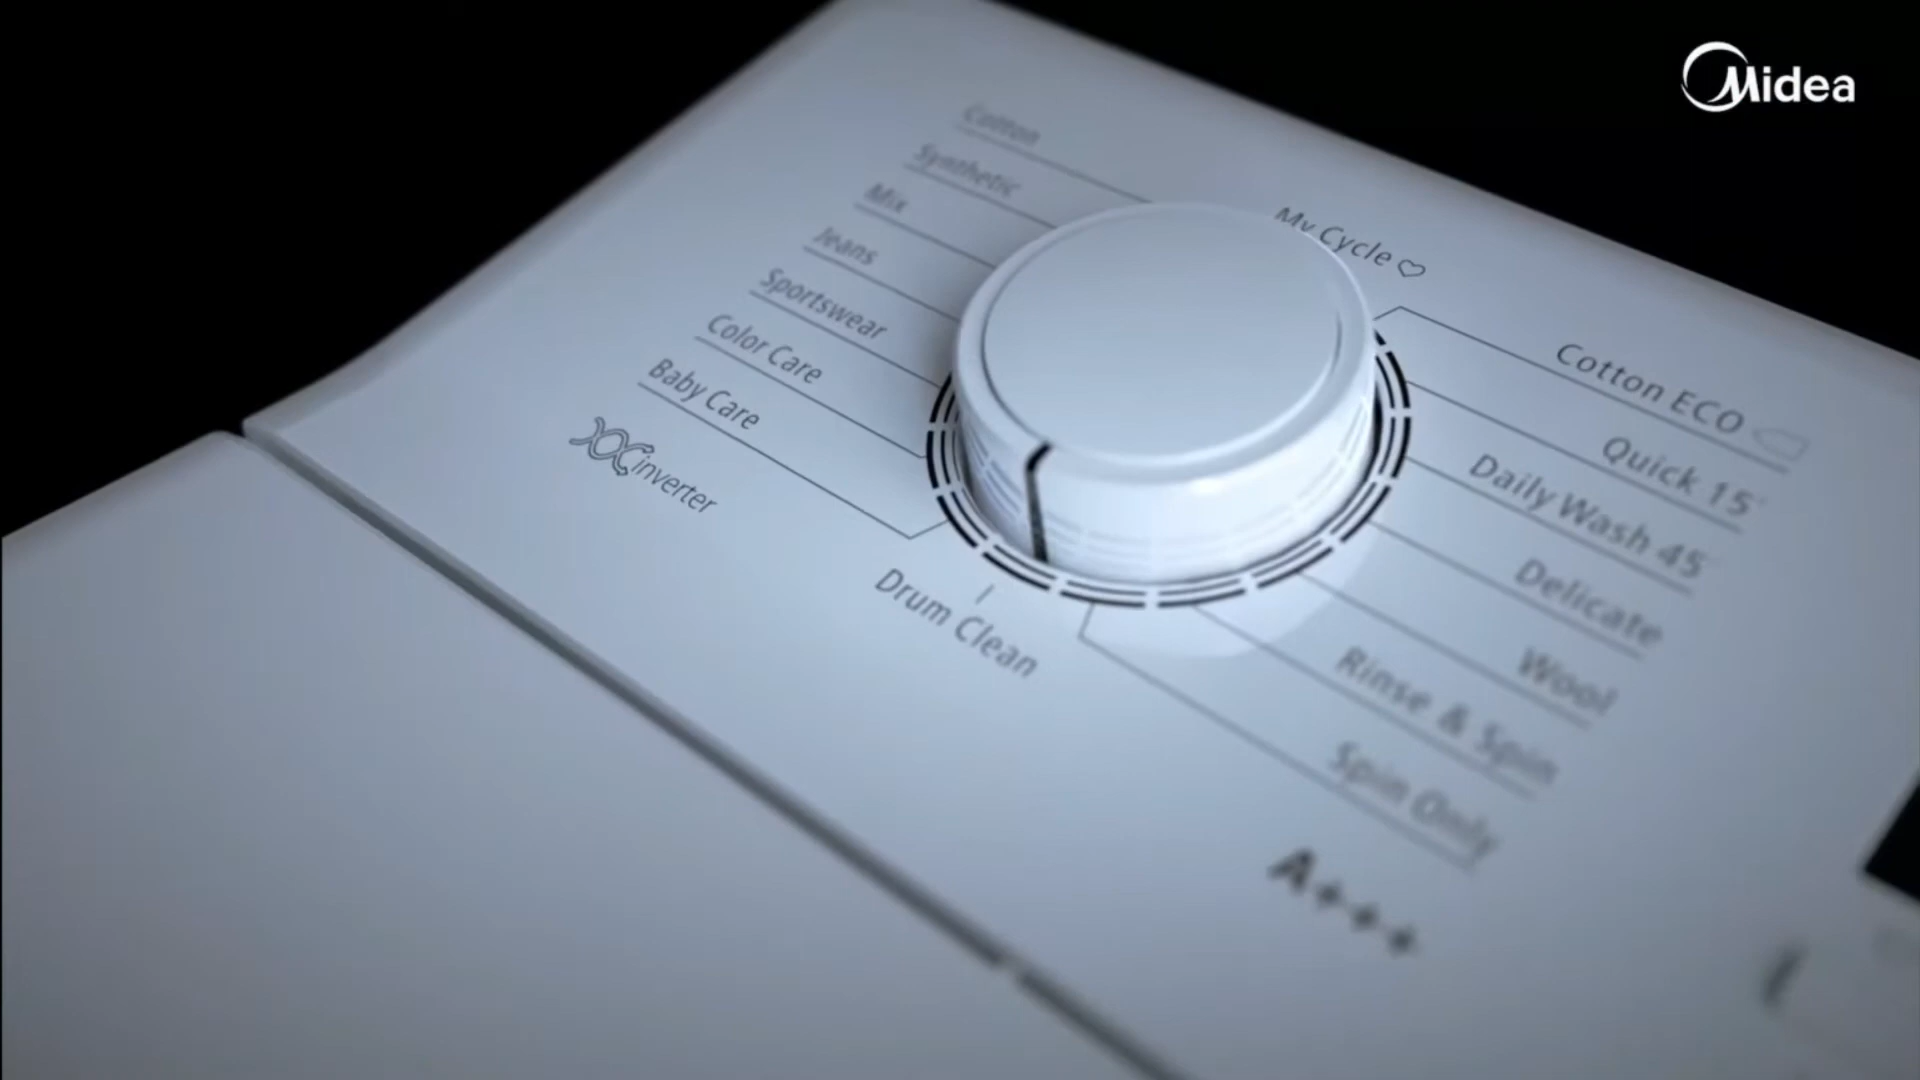 Midea
Cotton
Synthetic
Mix
Jeans
Sportswear
Color Care
Baby Care
inverter
My Cycle
Cotton ECO
Quick 15'
Daily Wash 45'
Delicate
Wool
Rinse & Spin
Spin Only
Drum Clean
A+++